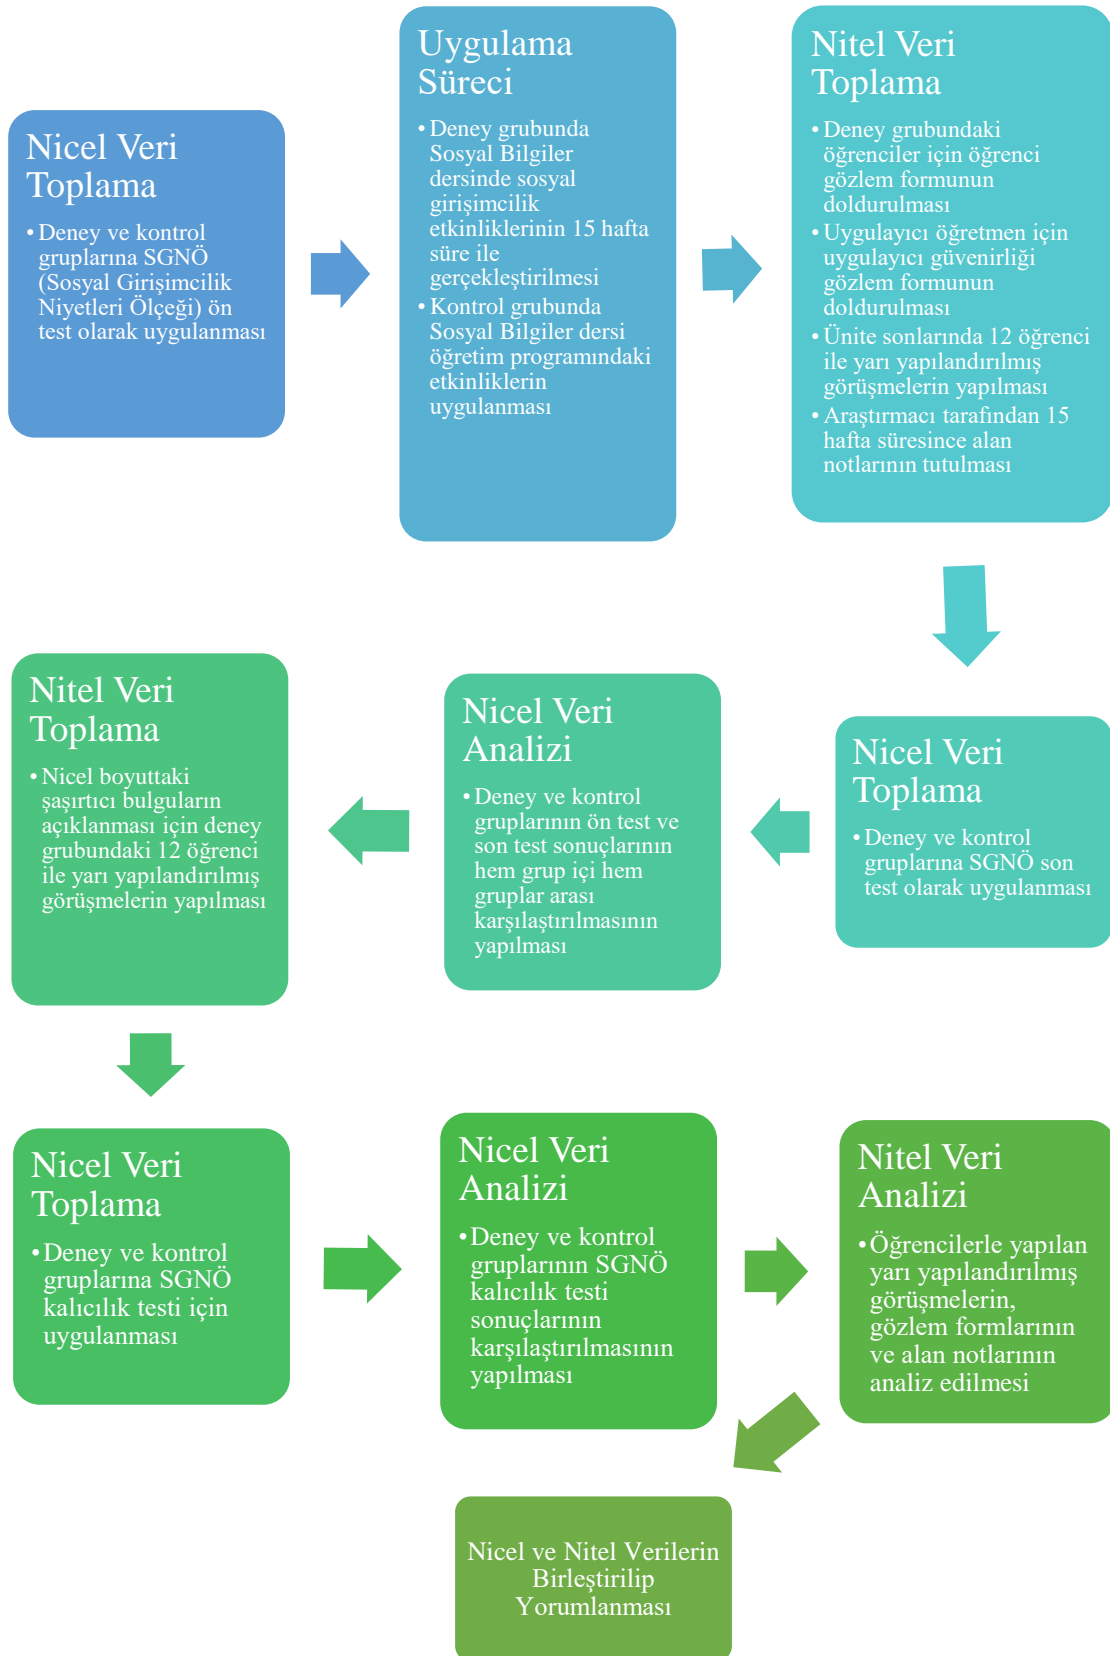 Nicel Veri
Toplama
• Deney ve kontrol
gruplarına SGNÖ
(Sosyal Girişimcilik
Niyetleri Ölçeği) ön
test olarak uygulanması
Uygulama
Süreci
• Deney grubunda
Sosyal Bilgiler
dersinde sosyal
girişimcilik
etkinliklerinin 15 hafta
süre ile
gerçekleştirilmesi
• Kontrol grubunda
Sosyal Bilgiler dersi
öğretim programındaki
etkinliklerin
uygulanması
Nitel Veri
Toplama
• Deney grubundaki
öğrenciler için öğrenci
gözlem formunun
doldurulması
• Uygulayıcı öğretmen için
uygulayıcı güvenirliği
gözlem formunun
doldurulması
• Ünite sonlarında 12 öğrenci
ile yarı yapılandırılmış
görüşmelerin yapılması
• Araştırmacı tarafından 15
hafta süresince alan
notlarının tutulması
Nicel Veri
Toplama
• Deney ve kontrol
gruplarına SGNÖ son
test olarak uygulanması
Nicel Veri
Analizi
• Deney ve kontrol
gruplarının ön test ve
son test sonuçlarının
hem grup içi hem
gruplar arası
karşılaştırılmasının
yapılması
Nitel Veri
Toplama
• Nicel boyuttaki
şaşırtıcı bulguların
açıklanması için deney
grubundaki 12 öğrenci
ile yarı yapılandırılmış
görüşmelerin yapılması
Nicel Veri
Toplama
• Deney ve kontrol
gruplarına SGNÖ
kalıcılık testi için
uygulanması
Nicel Veri
Analizi
• Deney ve kontrol
gruplarının SGNÖ
kalıcılık testi
sonuçlarının
karşılaştırılmasının
yapılması
Nitel Veri
Analizi
• Öğrencilerle yapılan
yarı yapılandırılmış
görüşmelerin,
gözlem formlarının
ve alan notlarının
analiz edilmesi
Nicel ve Nitel Verilerin
Birleştirilip
Yorumlanması